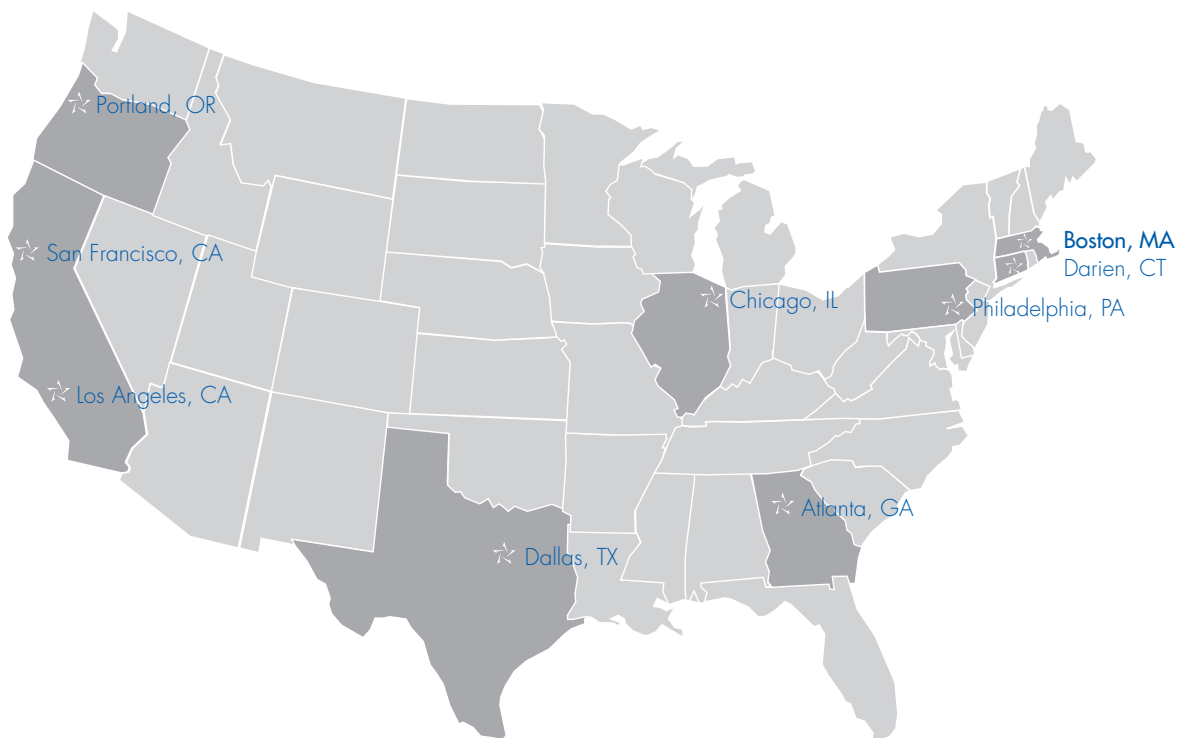 Portland, OR
San Francisco, CA
Boston, MA
Darien, CT
Chicago, IL
Philadelphia, PA
Los Angeles, CA
Atlanta, GA
Dallas, TX